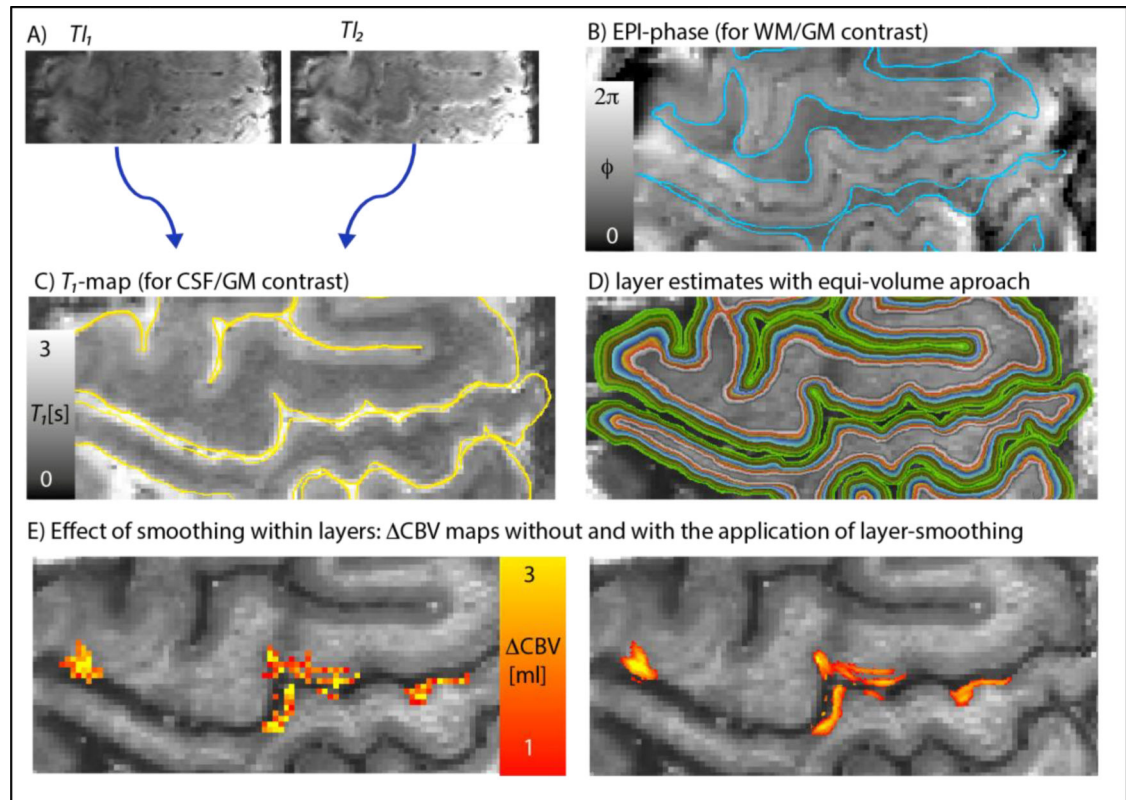 A) TI₁ TI₂
B) EPI-phase (for WM/GM contrast)
2π
ϕ
0
C) T₁-map (for CSF/GM contrast)
3
T₁[s]
0
D) layer estimates with equi-volume aproach
E) Effect of smoothing within layers: ΔCBV maps without and with the application of layer-smoothing
3
ΔCBV
[ml]
1